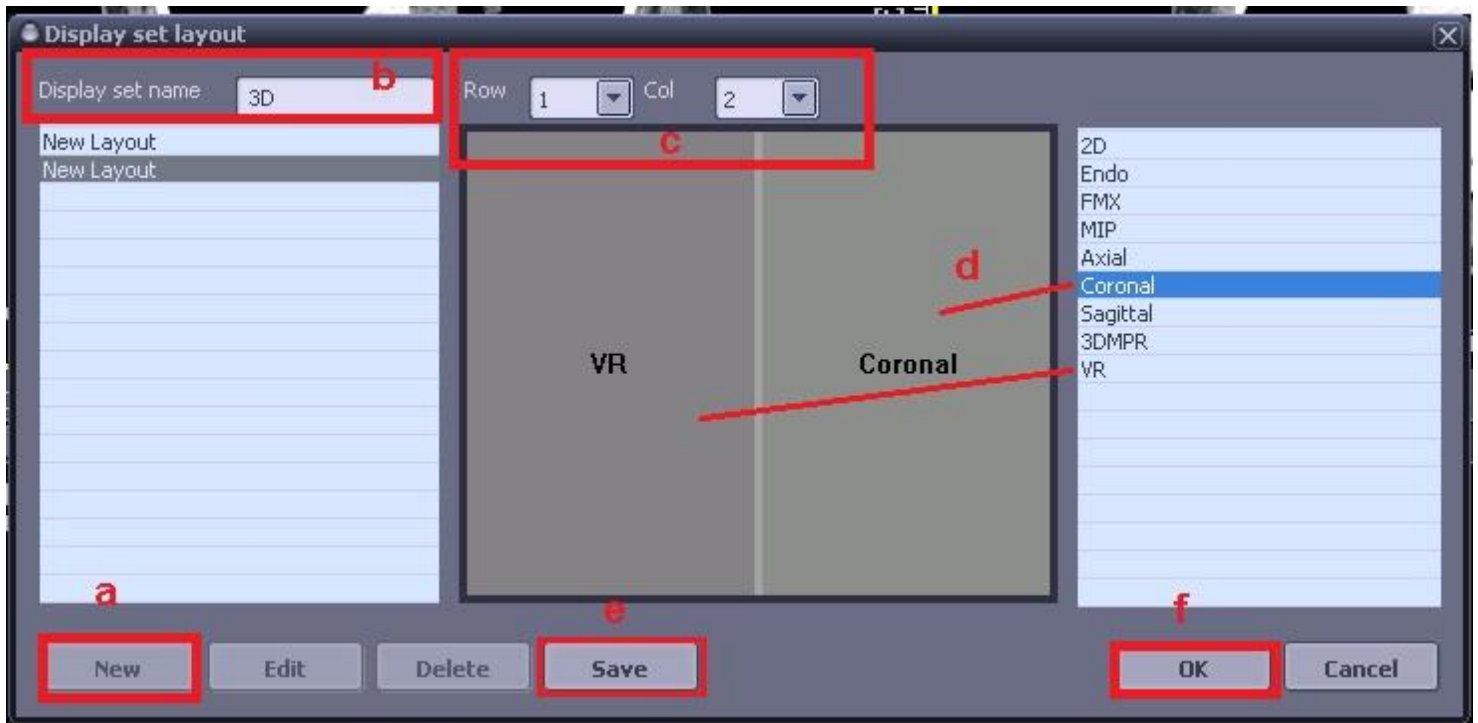 Display set layout
Display set name 3D b Row 1 Col 2
c
New Layout
New Layout
VR Coronal
d
2D
Endo
FMX
MIP
Axial
Coronal
Sagittal
3DMPR
VR
a e f
New Edit Delete Save OK Cancel